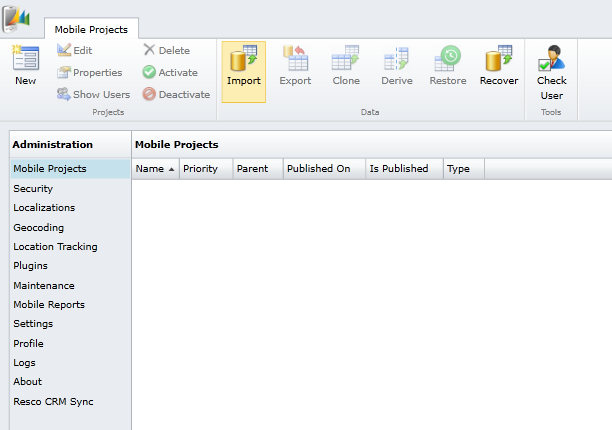 Mobile Projects
New
Edit
Properties
Show Users
Delete
Activate
Deactivate
Projects
Import
Export
Clone
Derive
Restore
Recover
Data
Check
User
Tools
Administration
Mobile Projects
Security
Localizations
Geocoding
Location Tracking
Plugins
Maintenance
Mobile Reports
Settings
Profile
Logs
About
Resco CRM Sync
Mobile Projects
Name Priority Parent Published On Is Published Type